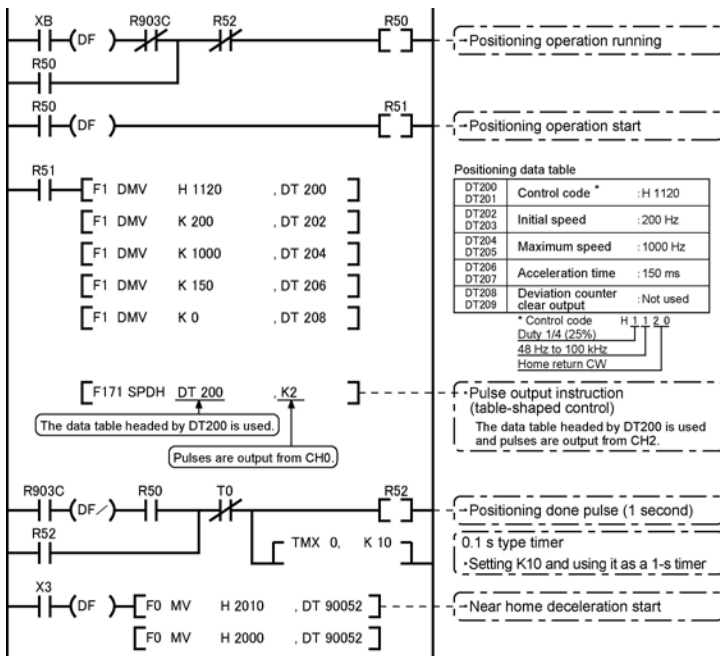 XB R903C R52 R50
(DF )
Positioning operation running
R50
R50 R51
(DF )
Positioning operation start
R51
F1 DMV H 1120 , DT 200
F1 DMV K 200 , DT 202
F1 DMV K 1000 , DT 204
F1 DMV K 150 , DT 206
F1 DMV K 0 , DT 208
Positioning data table
DT200 DT201 Control code * : H 1120
DT202 DT203 Initial speed : 200 Hz
DT204 DT205 Maximum speed : 1000 Hz
DT206 DT207 Acceleration time : 150 ms
DT208 DT209 Deviation counter clear output : Not used
* Control code H 1 1 2 0
Duty 1/4 (25%)
48 Hz to 100 kHz
Home return CW
F171 SPDH DT 200 , K2
The data table headed by DT200 is used.
Pulses are output from CH0.
・Pulse output instruction
(table-shaped control)
The data table headed by DT200 is used
and pulses are output from CH2.
R903C R50 T0 R52
(DF/)
・Positioning done pulse (1 second)
R52
TMX 0, K 10
0.1 s type timer
・Setting K10 and using it as a 1-s timer
X3
(DF )
F0 MV H 2010 , DT 90052
・Near home deceleration start
F0 MV H 2000 , DT 90052